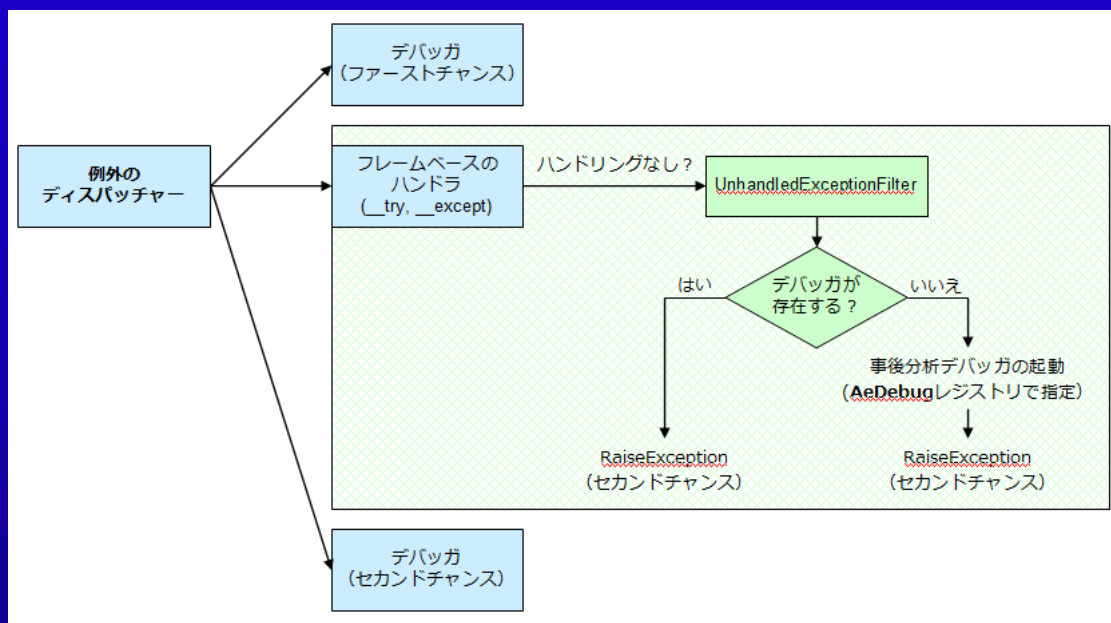 デバッガ
(ファーストチャンス)
例外の
ディスパッチャー
フレームベースの
ハンドラ
(__try, __except)
ハンドリングなし?
UnhandledExceptionFilter
はい
デバッガが
存在する?
いいえ
事後分析デバッガの起動
(AeDebugレジストリで指定)
RaiseException
(セカンドチャンス)
RaiseException
(セカンドチャンス)
デバッガ
(セカンドチャンス)